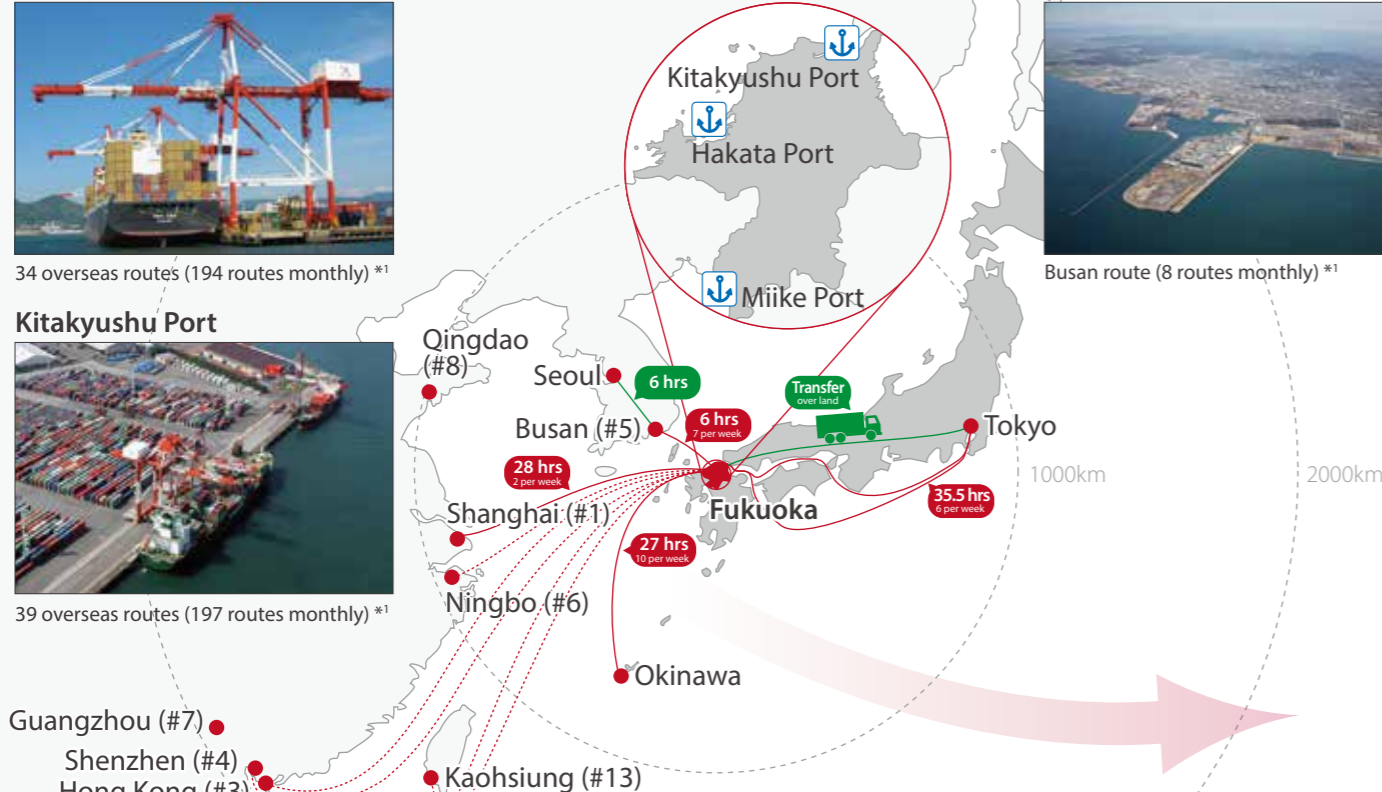 34 overseas routes (194 routes monthly) *1
Kitakyushu Port
39 overseas routes (197 routes monthly) *1
Kitakyushu Port
Hakata Port
Miike Port
Busan route (8 routes monthly) *1
Qingdao
(#8)
Seoul
6 hrs
Busan (#5)
6 hrs
7 per week
Transfer
over land
Tokyo
1000km
2000km
28 hrs
2 per week
Shanghai (#1)
Fukuoka
35.5 hrs
6 per week
27 hrs
10 per week
Ningbo (#6)
Okinawa
Guangzhou (#7)
Shenzhen (#4)
Hong Kong (#3)
Kaohsiung (#13)